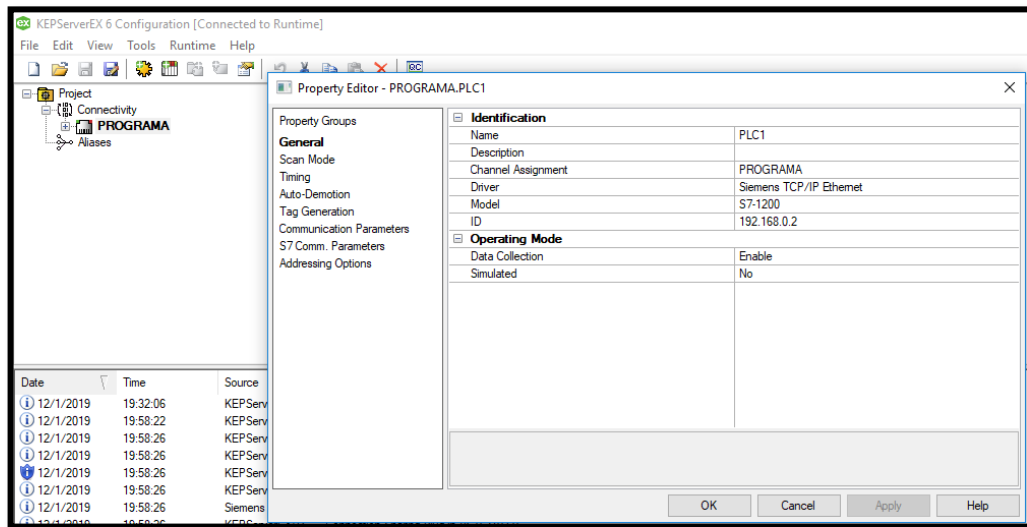 KEPServerEX 6 Configuration [Connected to Runtime]
File Edit View Tools Runtime Help
Project
Connectivity
PROGRAMA
Aliases
Property Editor - PROGRAMA.PLC1
Property Groups
General
Scan Mode
Timing
Auto-Demotion
Tag Generation
Communication Parameters
S7 Comm. Parameters
Addressing Options
Identification
Name PLC1
Description
Channel Assignment PROGRAMA
Driver Siemens TCP/IP Ethernet
Model S7-1200
ID 192.168.0.2
Operating Mode
Data Collection Enable
Simulated No
OK Cancel Apply Help
Date Time Source
12/1/2019 19:32:06 KEPServ
12/1/2019 19:58:22 KEPServ
12/1/2019 19:58:26 KEPServ
12/1/2019 19:58:26 KEPServ
12/1/2019 19:58:26 KEPServ
12/1/2019 19:58:26 KEPServ
12/1/2019 19:58:26 Siemens